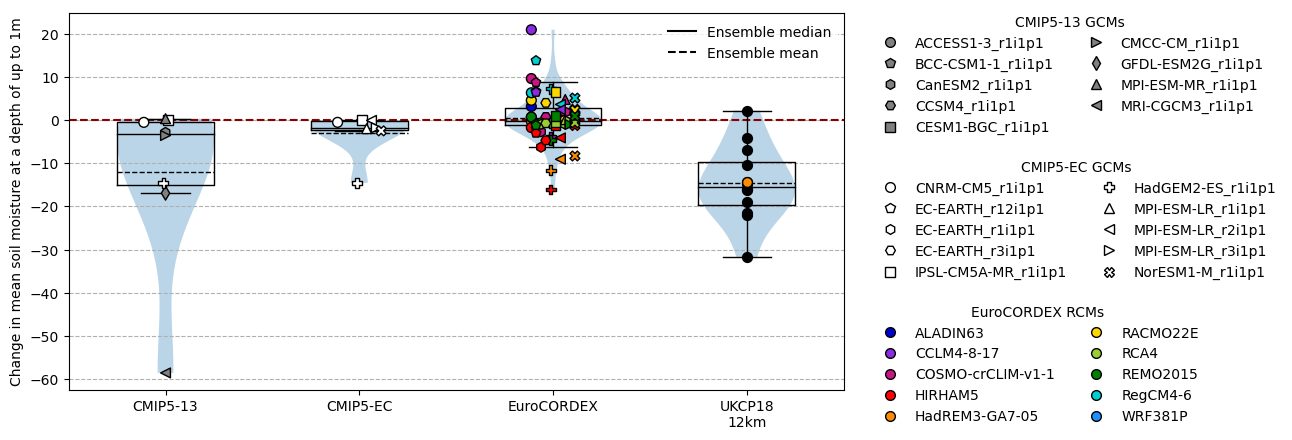 Change in mean soil moisture at a depth of up to 1m
20
10
0
−10
−20
−30
−40
−50
−60
CMIP5-13
CMIP5-EC
EuroCORDEX
UKCP18
12km
Ensemble median
Ensemble mean
CMIP5-13 GCMs
ACCESS1-3_r1i1p1
BCC-CSM1-1_r1i1p1
CanESM2_r1i1p1
CCSM4_r1i1p1
CESM1-BGC_r1i1p1
CMCC-CM_r1i1p1
GFDL-ESM2G_r1i1p1
MPI-ESM-MR_r1i1p1
MRI-CGCM3_r1i1p1
CMIP5-EC GCMs
CNRM-CM5_r1i1p1
EC-EARTH_r12i1p1
EC-EARTH_r1i1p1
EC-EARTH_r3i1p1
IPSL-CM5A-MR_r1i1p1
HadGEM2-ES_r1i1p1
MPI-ESM-LR_r1i1p1
MPI-ESM-LR_r2i1p1
MPI-ESM-LR_r3i1p1
NorESM1-M_r1i1p1
EuroCORDEX RCMs
ALADIN63
CCLM4-8-17
COSMO-crCLIM-v1-1
HIRHAM5
HadREM3-GA7-05
RACMO22E
RCA4
REMO2015
RegCM4-6
WRF381P